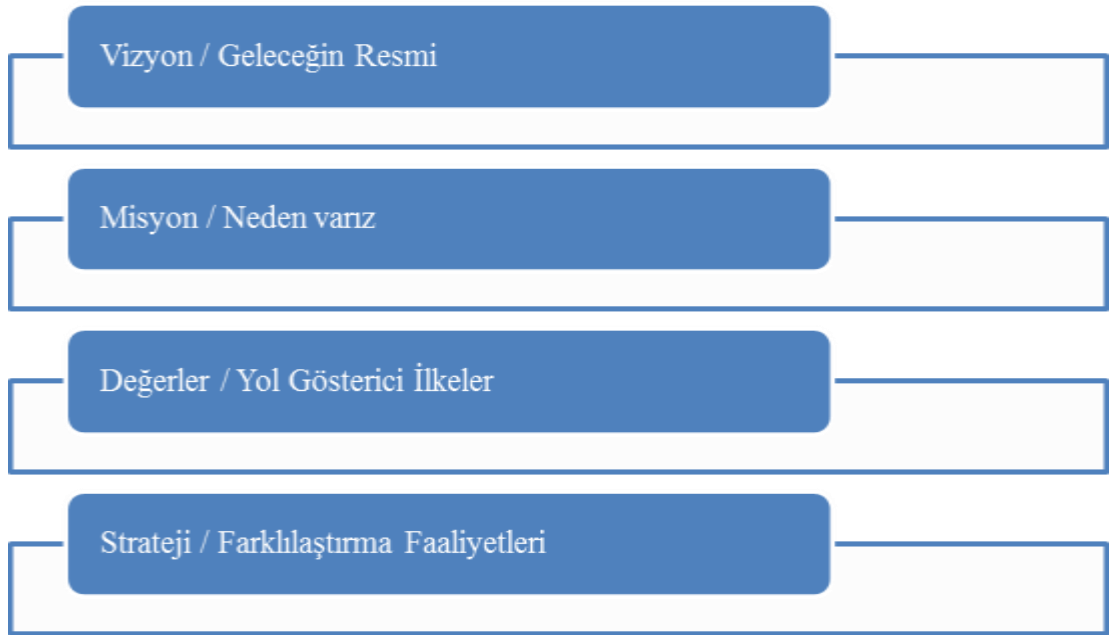 Vizyon / Geleceğin Resmi
Misyon / Neden varız
Değerler / Yol Gösterici İlkeler
Strateji / Farklılaştırma Faaliyetleri